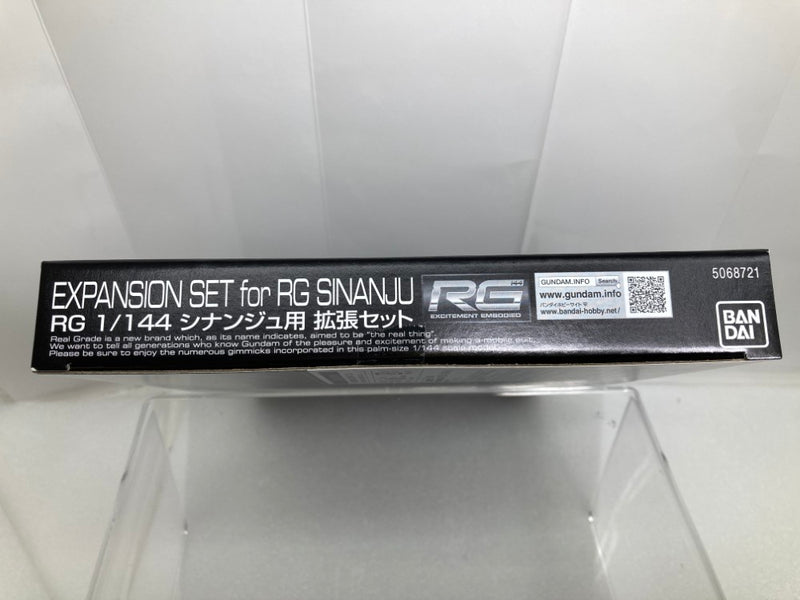 EXPANSION SET for RG SINANJU
RG 1/144 シナンジュ用 拡張セット
Real Grade is a new brand which, as its name indicates, aimed to be "the real thing".
We want to tell all generations who know Gundam of the pleasure and excitement of making a mobile suit.
Please be sure to enjoy the numerous gimmicks incorporated in this palm-size 1/144 scale model.
RG 1/144
EXCITEMENT EMBODIED
GUNDAM.INFO Search
www.gundam.info
バンダイホビーサイト
www.bandai-hobby.net/
5068721
BAN
DAI